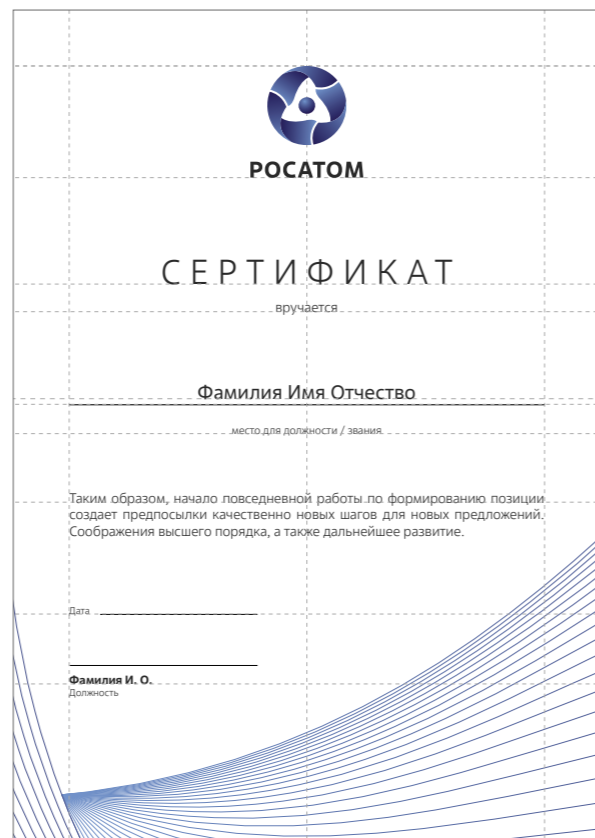 РОСАТОМ
СЕРТИФИКАТ
вручается
Фамилия Имя Отчество
место для должности / звания
Таким образом, начало повседневной работы по формированию позиции
создает предпосылки качественно новых шагов для новых предложений.
Соображения высшего порядка, а также дальнейшее развитие.
Дата
Фамилия И. О.
Должность